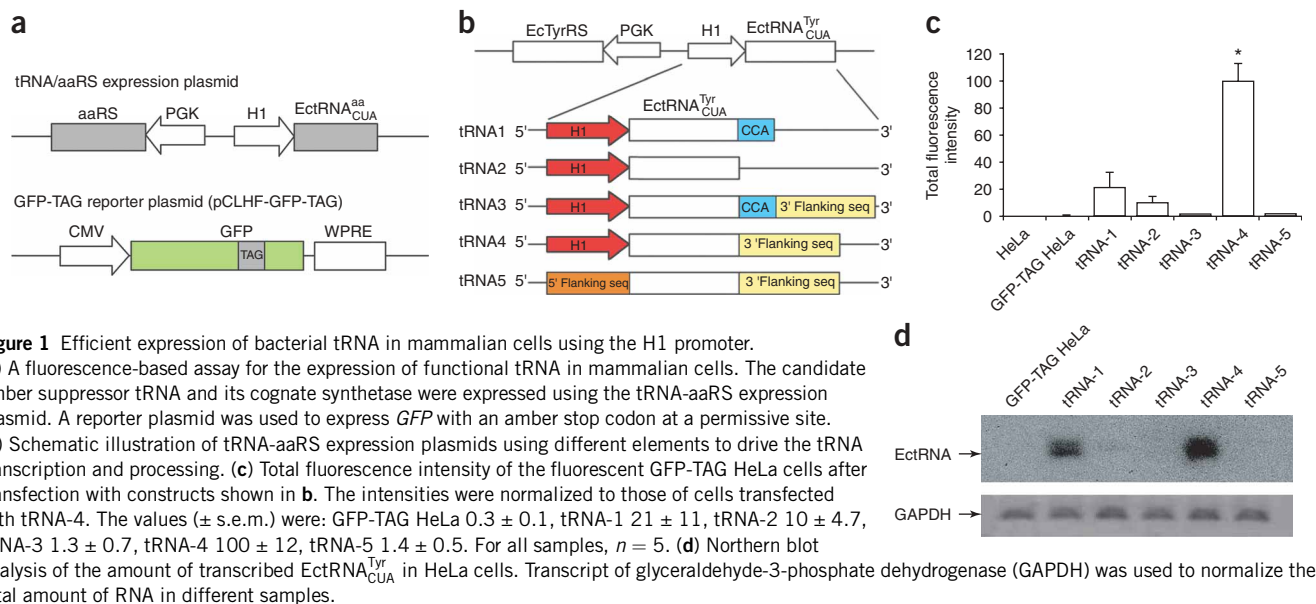 a
tRNA/aaRS expression plasmid
aaRS PGK H1 EctRNA^aa_CUA
GFP-TAG reporter plasmid (pCLHF-GFP-TAG)
CMV GFP WPRE
TAG
b
EcTyrRS PGK H1 EctRNA^Tyr_CUA
EctRNA^Tyr_CUA
tRNA1 5' H1 CCA 3'
tRNA2 5' H1 3'
tRNA3 5' H1 CCA 3' Flanking seq 3'
tRNA4 5' H1 3 'Flanking seq 3'
tRNA5 5' 5' Flanking seq 3 'Flanking seq 3'
c
Total fluorescence
intensity
120
100
80
60
40
20
0
*
HeLa
GFP-TAG HeLa
tRNA-1
tRNA-2
tRNA-3
tRNA-4
tRNA-5
d
GFP-TAG HeLa
tRNA-1
tRNA-2
tRNA-3
tRNA-4
tRNA-5
EctRNA
GAPDH
gure 1 Efficient expression of bacterial tRNA in mammalian cells using the H1 promoter.
) A fluorescence-based assay for the expression of functional tRNA in mammalian cells. The candidate
nber suppressor tRNA and its cognate synthetase were expressed using the tRNA-aaRS expression
asmid. A reporter plasmid was used to express GFP with an amber stop codon at a permissive site.
) Schematic illustration of tRNA-aaRS expression plasmids using different elements to drive the tRNA
anscription and processing. (c) Total fluorescence intensity of the fluorescent GFP-TAG HeLa cells after
ansfection with constructs shown in b. The intensities were normalized to those of cells transfected
th tRNA-4. The values (± s.e.m.) were: GFP-TAG HeLa 0.3 ± 0.1, tRNA-1 21 ± 11, tRNA-2 10 ± 4.7,
NA-3 1.3 ± 0.7, tRNA-4 100 ± 12, tRNA-5 1.4 ± 0.5. For all samples, n = 5. (d) Northern blot
alysis of the amount of transcribed EctRNA^Tyr_CUA in HeLa cells. Transcript of glyceraldehyde-3-phosphate dehydrogenase (GAPDH) was used to normalize the
tal amount of RNA in different samples.